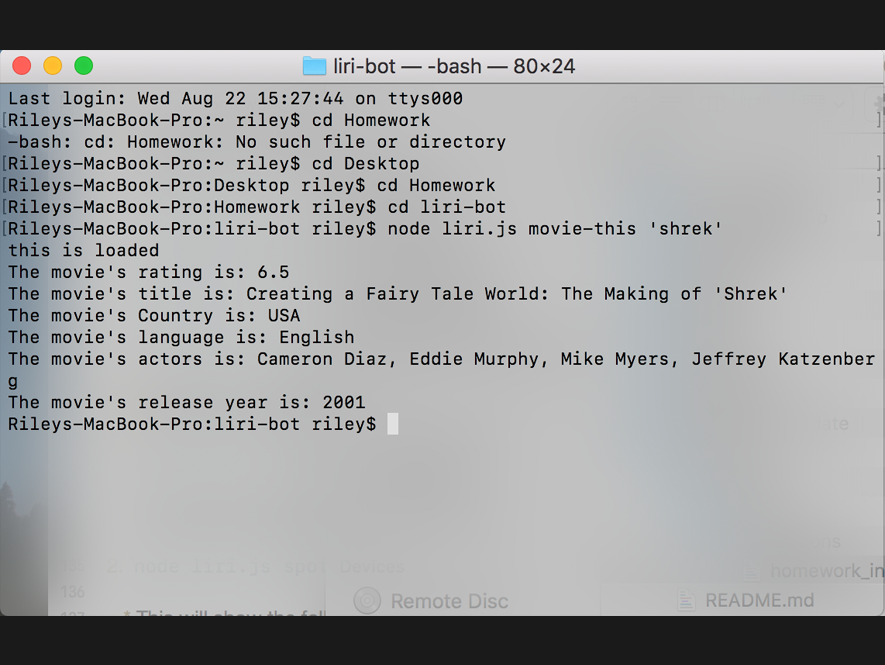 liri-bot — -bash — 80×24
Last login: Wed Aug 22 15:27:44 on ttys000
[Rileys-MacBook-Pro:~ riley$ cd Homework ]
-bash: cd: Homework: No such file or directory
[Rileys-MacBook-Pro:~ riley$ cd Desktop ]
[Rileys-MacBook-Pro:Desktop riley$ cd Homework ]
[Rileys-MacBook-Pro:Homework riley$ cd liri-bot ]
[Rileys-MacBook-Pro:liri-bot riley$ node liri.js movie-this 'shrek' ]
this is loaded
The movie's rating is: 6.5
The movie's title is: Creating a Fairy Tale World: The Making of 'Shrek'
The movie's Country is: USA
The movie's language is: English
The movie's actors is: Cameron Diaz, Eddie Murphy, Mike Myers, Jeffrey Katzenber
g
The movie's release year is: 2001
Rileys-MacBook-Pro:liri-bot riley$
2. node liri.js spo
Devices
homework_in
136
Remote Disc
README.md
* This will show the fol